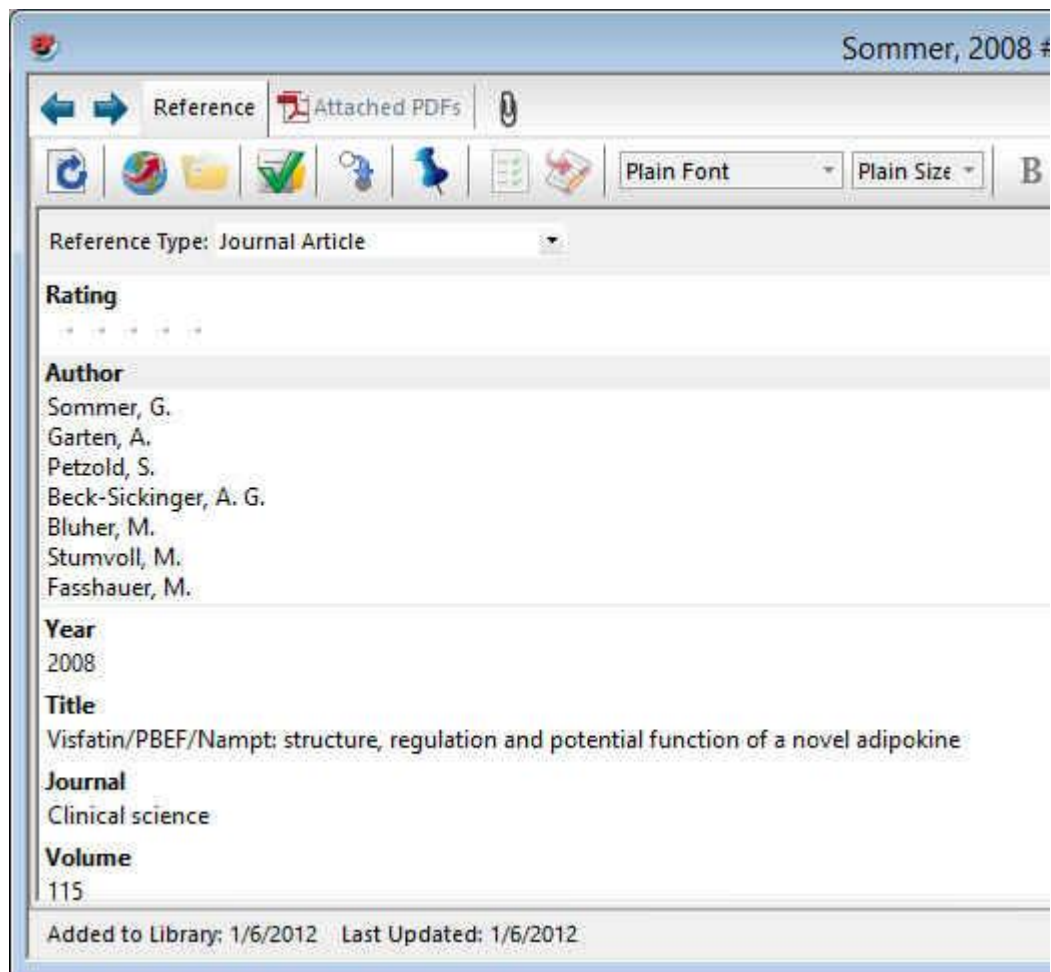 Sommer, 2008 #
Reference Attached PDFs
Plain Font Plain Size B
Reference Type: Journal Article
Rating
Author
Sommer, G.
Garten, A.
Petzold, S.
Beck-Sickinger, A. G.
Bluher, M.
Stumvoll, M.
Fasshauer, M.
Year
2008
Title
Visfatin/PBEF/Nampt: structure, regulation and potential function of a novel adipokine
Journal
Clinical science
Volume
115
Added to Library: 1/6/2012 Last Updated: 1/6/2012